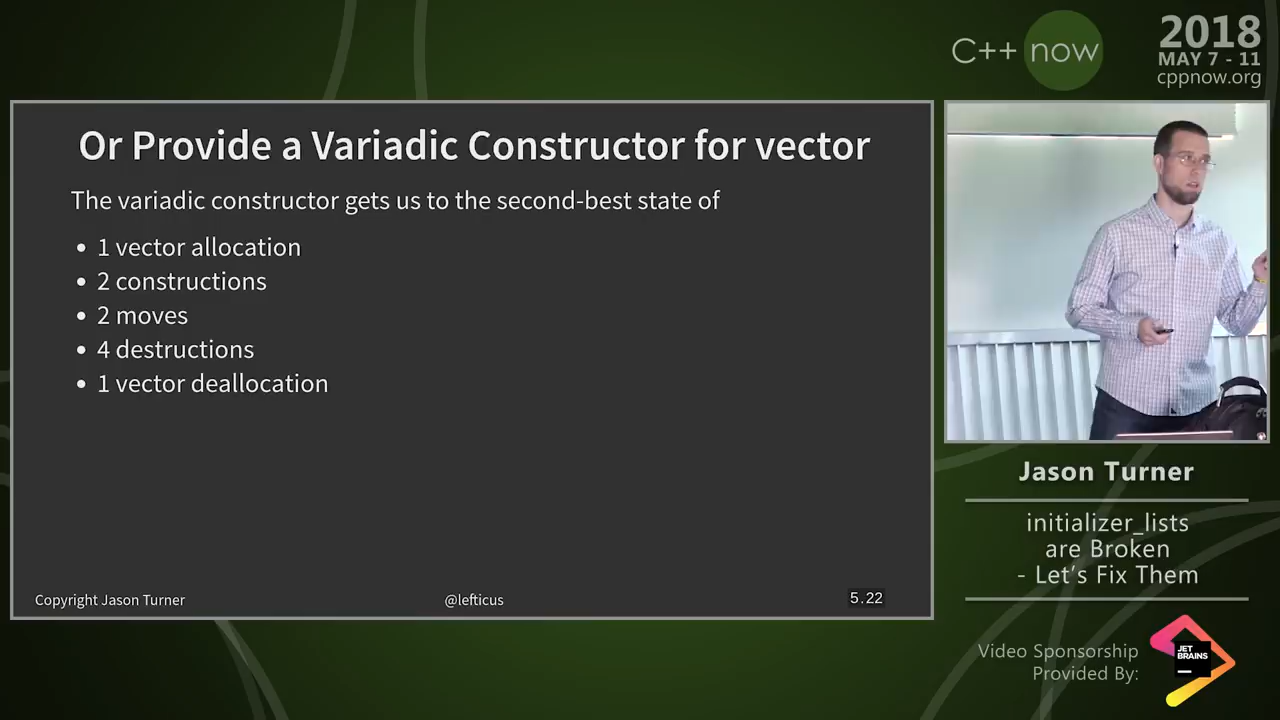 C++ now
2018
MAY 7 - 11
cppnow.org
Or Provide a Variadic Constructor for vector
The variadic constructor gets us to the second-best state of
• 1 vector allocation
• 2 constructions
• 2 moves
• 4 destructions
• 1 vector deallocation
Copyright Jason Turner
@lefticus
5.22
Jason Turner
initializer_lists
are Broken
- Let's Fix Them
Video Sponsorship
Provided By:
JET
BRAINS